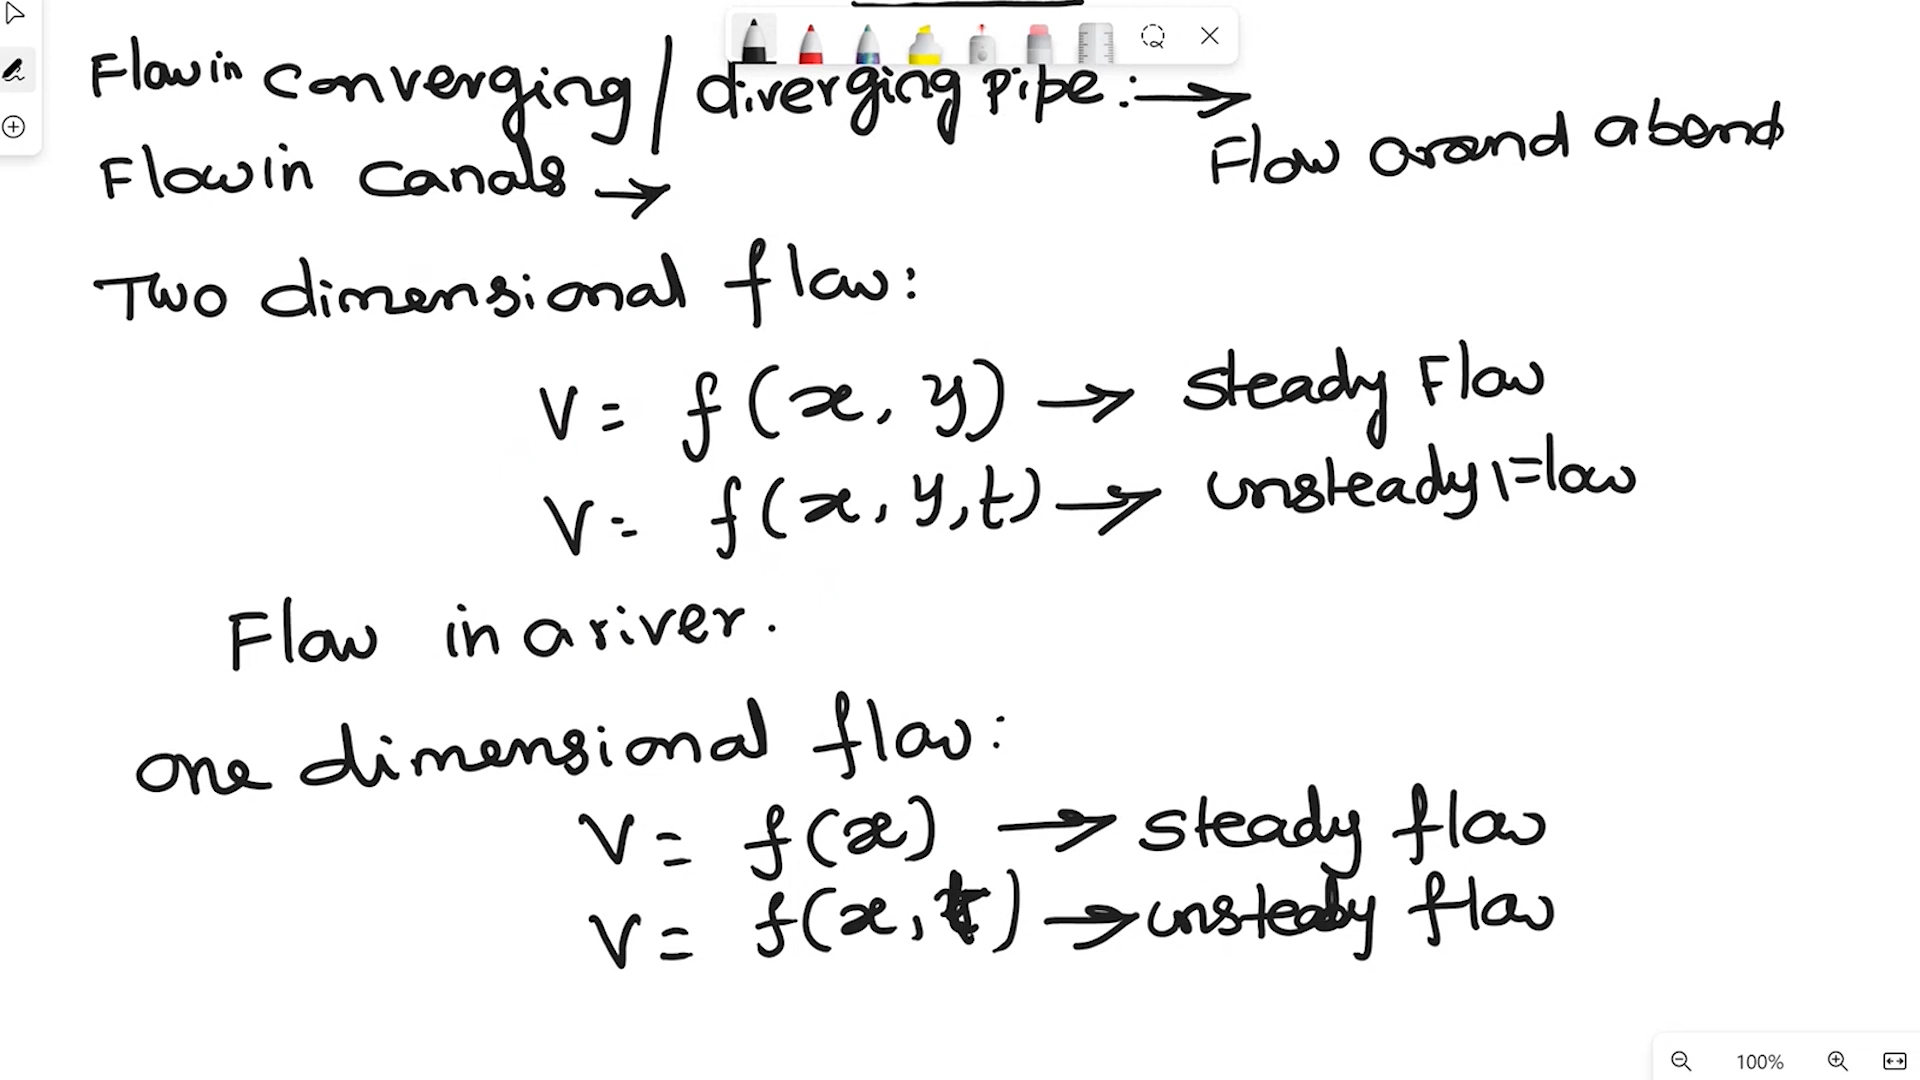 Flow in converging / diverging pipe :→
Flow around a bend
Flow in canals →
Two dimensional flow:
V = f(x, y) → steady Flow
V = f(x, y, t) → unsteady Flow
Flow in a river.
one dimensional flow:
V = f(x) → steady flow
V = f(x, t) → unsteady flow
100%